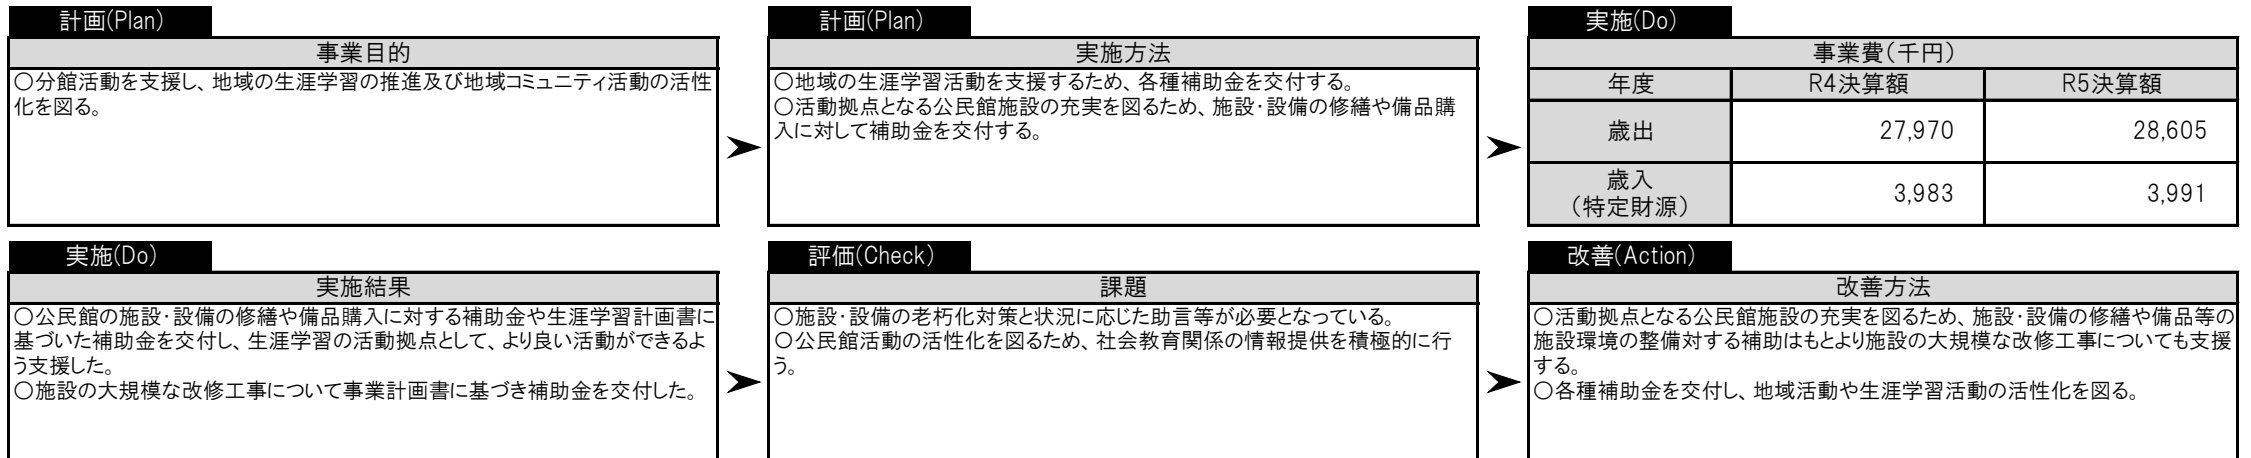 計画(Plan)
事業目的
〇分館活動を支援し、地域の生涯学習の推進及び地域コミュニティ活動の活性
化を図る。
計画(Plan)
実施方法
〇地域の生涯学習活動を支援するため、各種補助金を交付する。
〇活動拠点となる公民館施設の充実を図るため、施設・設備の修繕や備品購
入に対して補助金を交付する。
実施(Do)
事業費(千円)
年度 R4決算額 R5決算額
歳出 27,970 28,605
歳入
(特定財源) 3,983 3,991
実施(Do)
実施結果
〇公民館の施設・設備の修繕や備品購入に対する補助金や生涯学習計画書に
基づいた補助金を交付し、生涯学習の活動拠点として、より良い活動ができるよ
う支援した。
〇施設の大規模な改修工事について事業計画書に基づき補助金を交付した。
評価(Check)
課題
〇施設・設備の老朽化対策と状況に応じた助言等が必要となっている。
〇公民館活動の活性化を図るため、社会教育関係の情報提供を積極的に行
う。
改善(Action)
改善方法
〇活動拠点となる公民館施設の充実を図るため、施設・設備の修繕や備品等の
施設環境の整備対する補助はもとより施設の大規模な改修工事についても支援
する。
〇各種補助金を交付し、地域活動や生涯学習活動の活性化を図る。